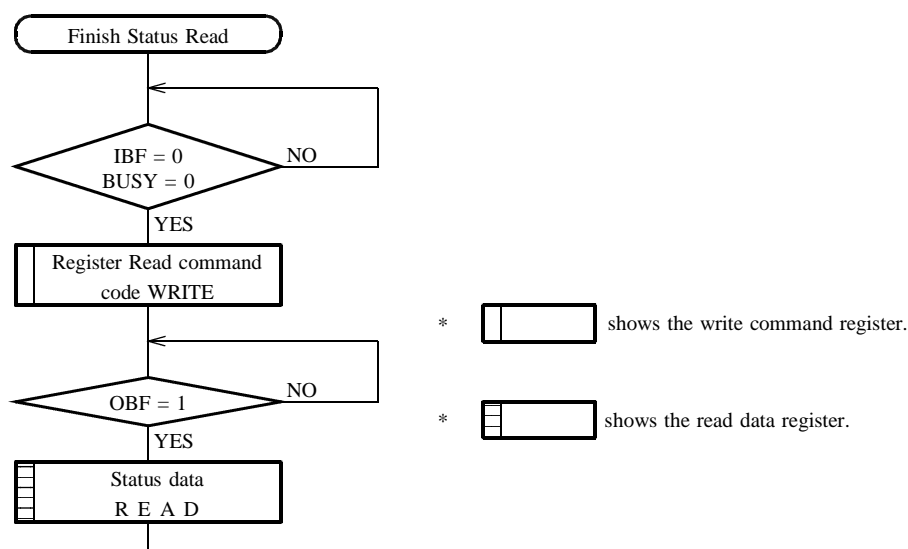 Finish Status Read
IBF = 0
BUSY = 0
NO
YES
Register Read command
code WRITE
* shows the write command register.
OBF = 1
NO
* shows the read data register.
YES
Status data
R E A D